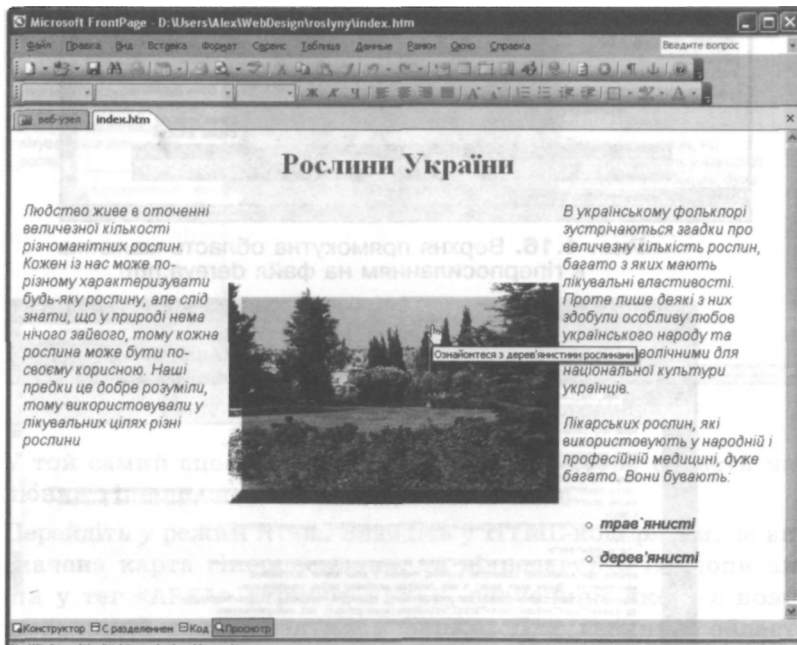 Microsoft FrontPage - D:\Users\Alex\WebDesign\roslyny\index.htm
Файл Правка Вид Вставка Формат Сервис Таблица Данные Рамки Окно Справка Введите вопрос
Ж К Ч
веб-узел index.htm
Рослини України
Людство живе в оточенні
величезної кількості
різноманітних рослин.
Кожен із нас може по-
різному характеризувати
будь-яку рослину, але слід
знати, що у природі нема
нічого зайвого, тому кожна
рослина може бути по-
своєму корисною. Наші
предки це добре розуміли,
тому використовували у
лікувальних цілях різні
рослини
Ознайомтеся з дерев'янистими рослинами
В українському фольклорі
зустрічаються згадки про
величезну кількість рослин,
багато з яких мають
лікувальні властивості.
Проте лише деякі з них
здобули особливу любов
українського народу та
для
національної культури
українців.
Лікарських рослин, які
використовують у народній і
професійній медицині, дуже
багато. Вони бувають:
трав`янисті
дерев'янисті
Конструктор С разделением Код Просмотр